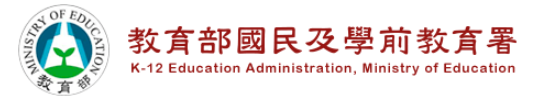 MINISTRY OF EDUCATION
教育部
教育部國民及學前教育署
K-12 Education Administration, Ministry of Education